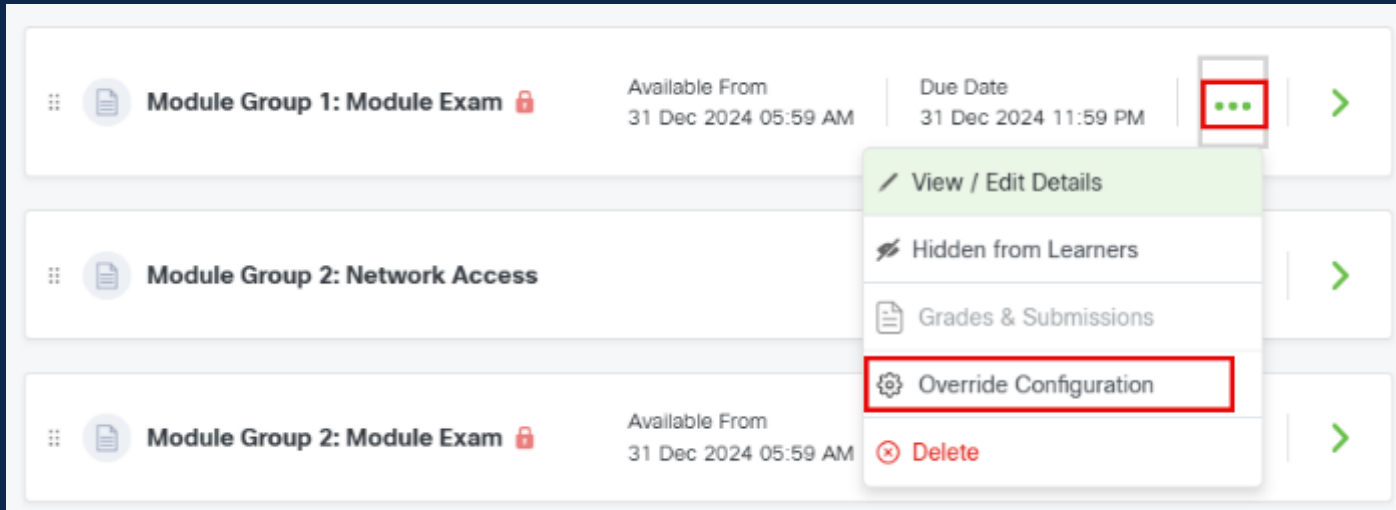 Module Group 1: Module Exam
Available From
31 Dec 2024 05:59 AM
Due Date
31 Dec 2024 11:59 PM
View / Edit Details
Hidden from Learners
Module Group 2: Network Access
Grades & Submissions
Override Configuration
Module Group 2: Module Exam
Available From
31 Dec 2024 05:59 AM
Delete